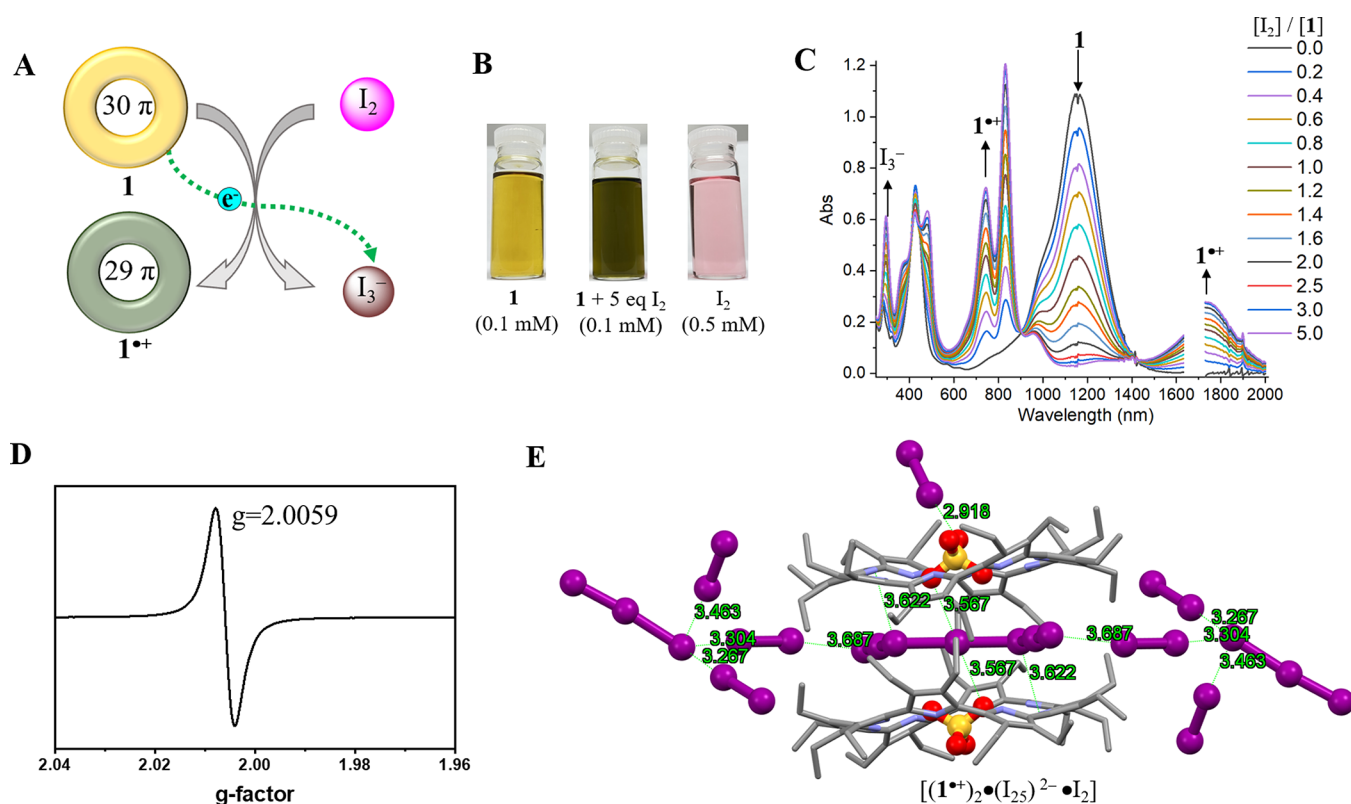 A
30 π
1
I₂
e⁻
29 π
1•⁺
I₃⁻
B
1
(0.1 mM)
1 + 5 eq I₂
(0.1 mM)
I₂
(0.5 mM)
C
[I₂] / [1]
0.0
0.2
0.4
0.6
0.8
1.0
1.2
1.4
1.6
2.0
2.5
3.0
5.0
1
1•⁺
I₃⁻
1•⁺
Abs
1.2
1.0
0.8
0.6
0.4
0.2
0.0
400 600 800 1000 1200 1400 1600 1800 2000
Wavelength (nm)
D
g=2.0059
2.04 2.02 2.00 1.98 1.96
g-factor
E
2.918
3.463
3.304
3.267
3.687
3.622
3.567
3.687
3.267
3.304
3.463
3.567
3.622
[(1•⁺)₂•(I₂₅)²⁻•I₂]